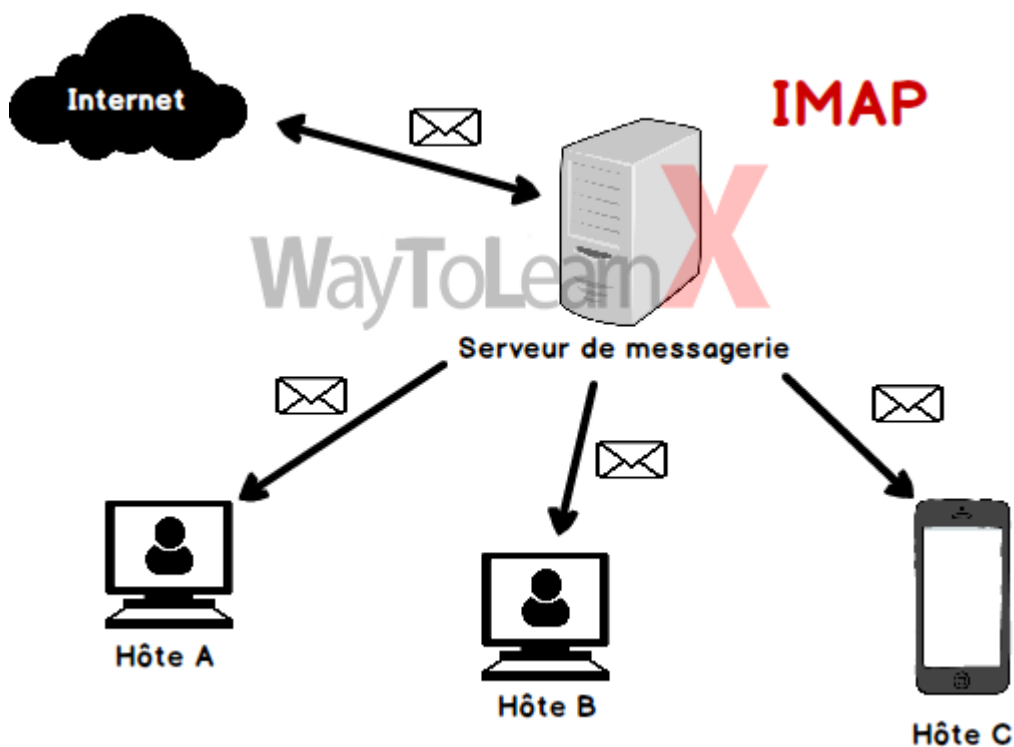 Internet
IMAP
WayToLearnX
Serveur de messagerie
Hôte A
Hôte B
Hôte C